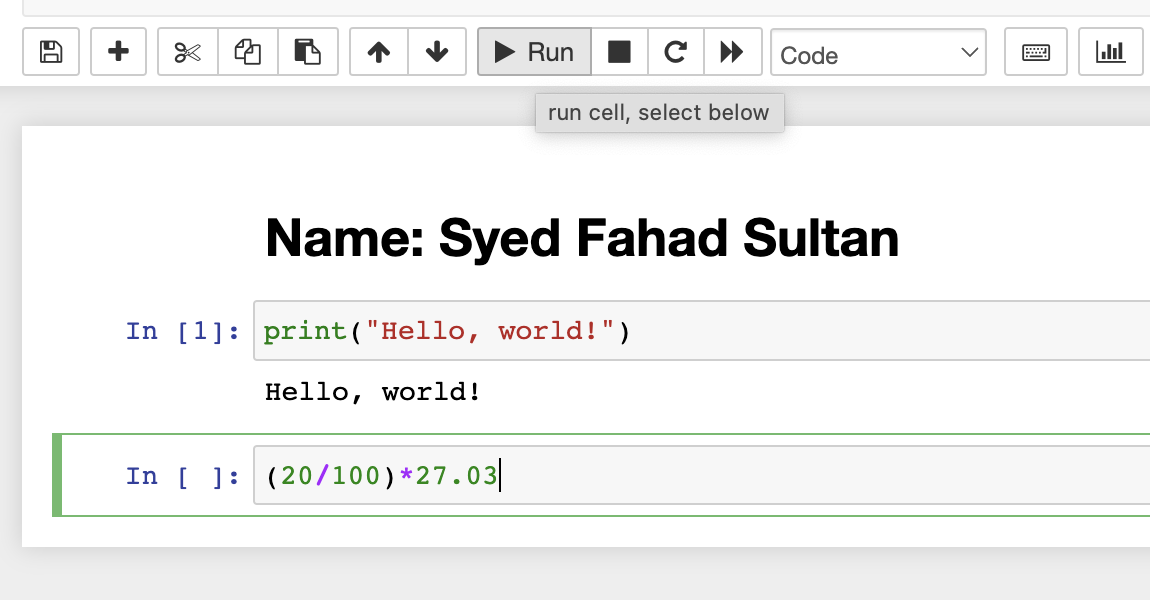 Run
Code
run cell, select below
Name: Syed Fahad Sultan
In [1]: print("Hello, world!")
Hello, world!
In [ ]: (20/100)*27.03